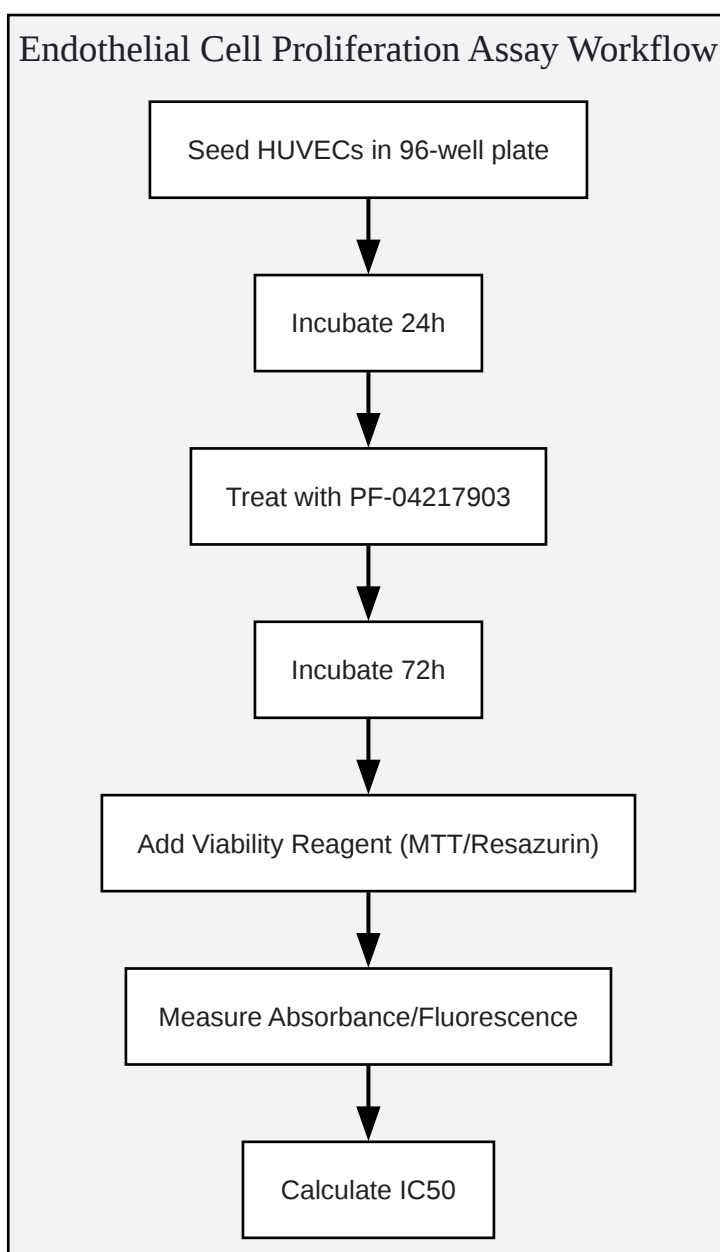 Endothelial Cell Proliferation Assay Workflow
Seed HUVECs in 96-well plate
Incubate 24h
Treat with PF-04217903
Incubate 72h
Add Viability Reagent (MTT/Resazurin)
Measure Absorbance/Fluorescence
Calculate IC50